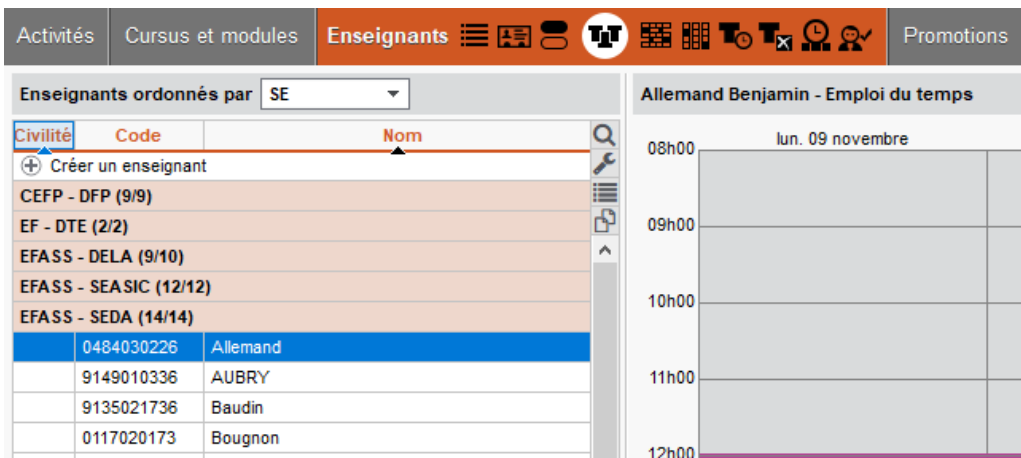 Activités Cursus et modules Enseignants Promotions
Enseignants ordonnés par SE
Civilité Code Nom
Créer un enseignant
CEFP - DFP (9/9)
EF - DTE (2/2)
EFASS - DELA (9/10)
EFASS - SEASIC (12/12)
EFASS - SEDA (14/14)
0484030226 Allemand
9149010336 AUBRY
9135021736 Baudin
0117020173 Bougnon
Allemand Benjamin - Emploi du temps
lun. 09 novembre
08h00
09h00
10h00
11h00
12h00